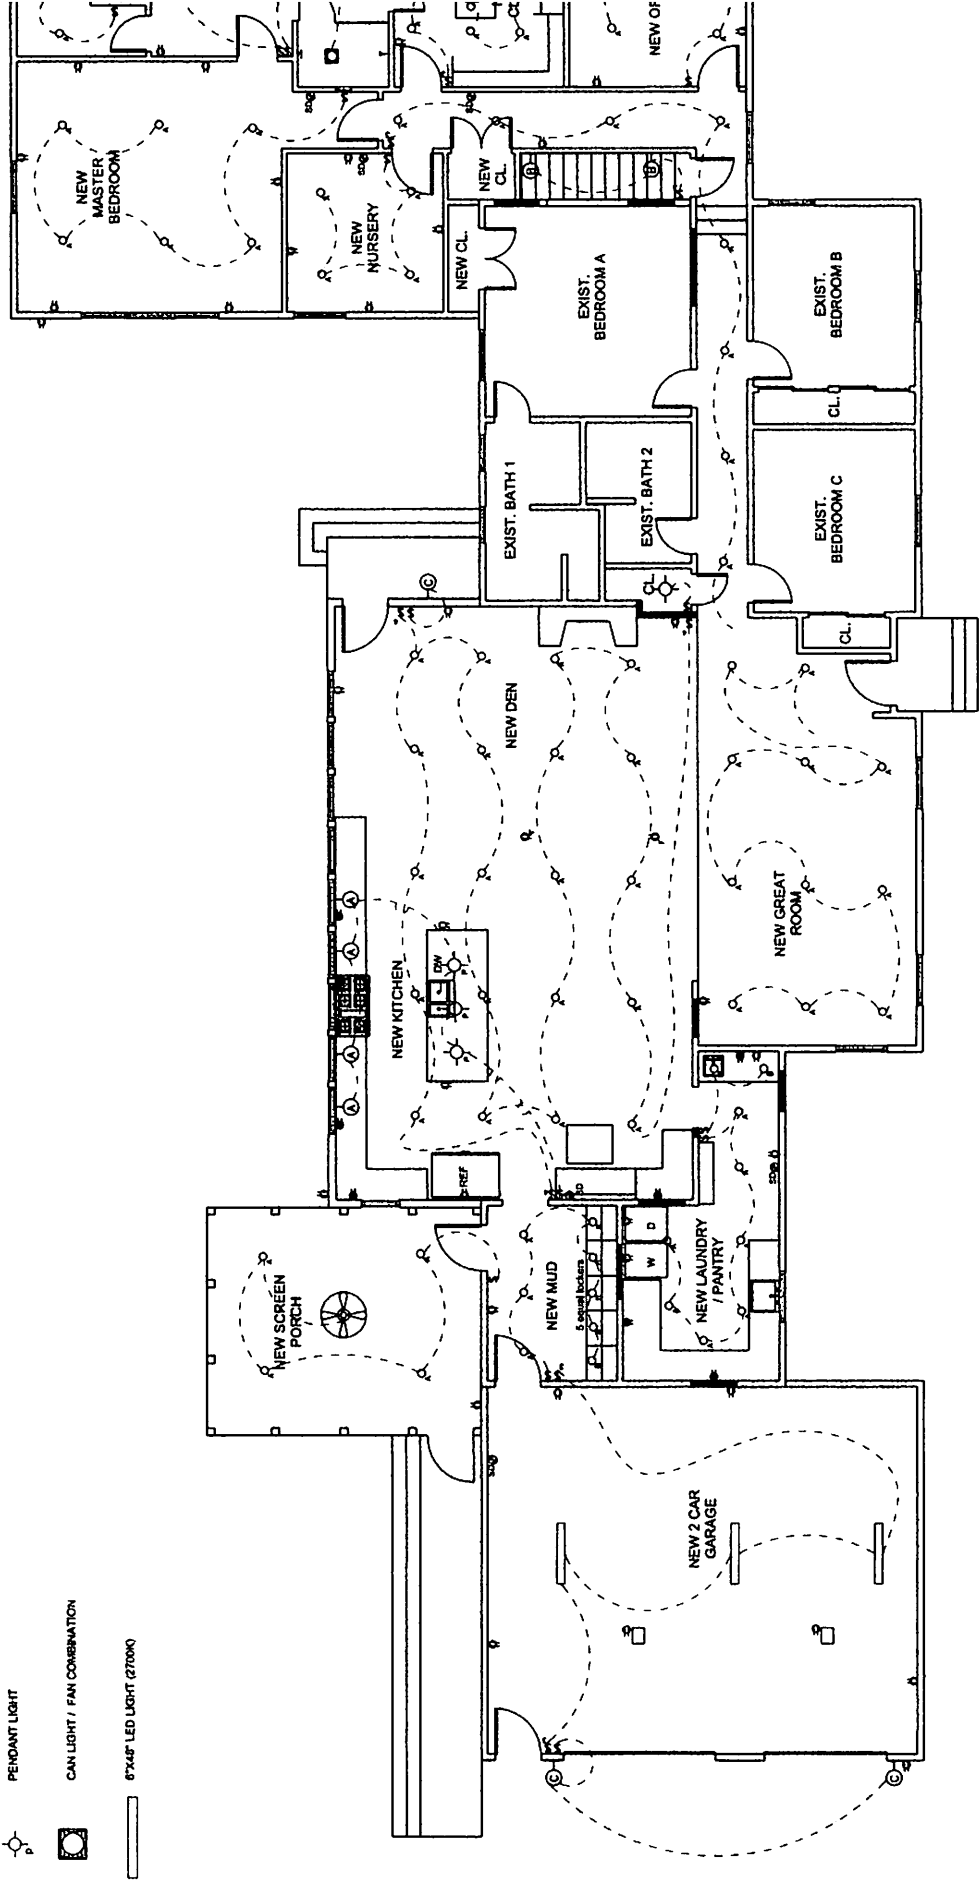 PENDANT LIGHT
P
CAN LIGHT / FAN COMBINATION
6"X48" LED LIGHT (2700K)
NEW
MASTER
BEDROOM
NEW
NURSERY
NEW CL.
NEW
CL.
EXIST.
BEDROOM A
EXIST.
BEDROOM B
CL.
EXIST. BATH 1
EXIST. BATH 2
CL.
EXIST.
BEDROOM C
CL.
NEW DEN
NEW KITCHEN
DW
REF
NEW GREAT
ROOM
NEW SCREEN
PORCH
NEW MUD
5 equal lockers
W
D
NEW LAUNDRY
/ PANTRY
NEW 2 CAR
GARAGE
A
A
A
A
B
B
C
C
C